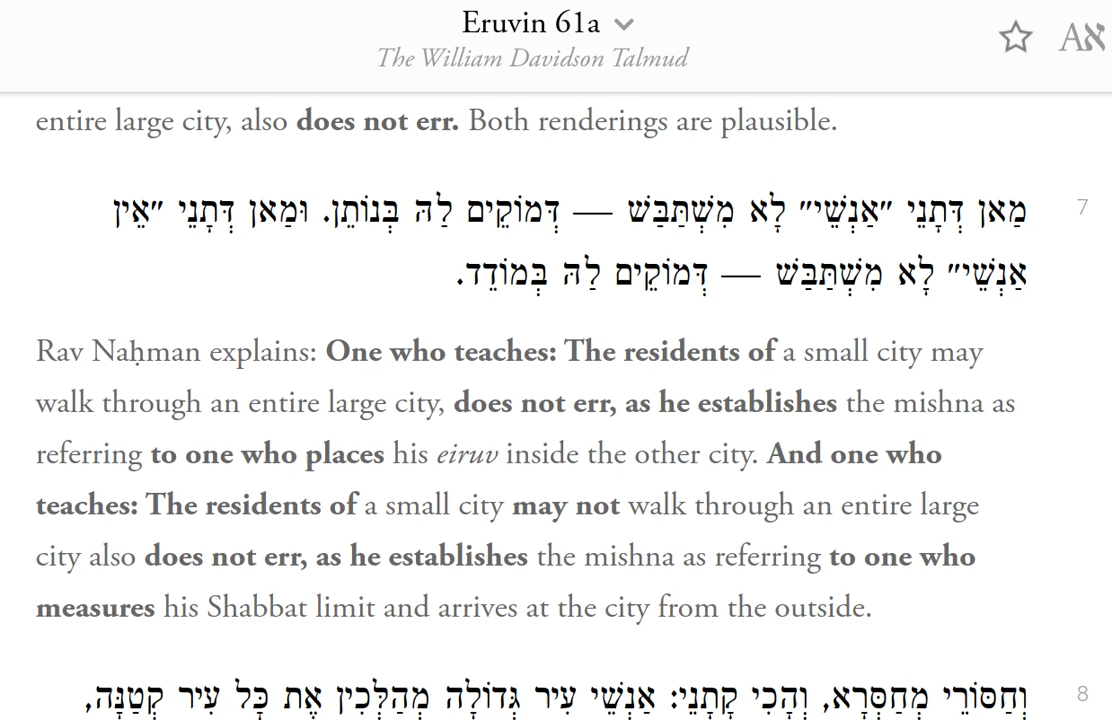 Eruvin 61a
The William Davidson Talmud
Aא
entire large city, also does not err. Both renderings are plausible.
מַאן דְּתָנֵי ״אַנְשֵׁי״ לָא מִשְׁתַּבַּשׁ — דְּמוֹקֵים לַהּ בְּנוֹתֵן. וּמַאן דְּתָנֵי ״אֵין
7
אַנְשֵׁי״ לָא מִשְׁתַּבַּשׁ — דְּמוֹקֵים לַהּ בְּמוֹדֵד.
Rav Naḥman explains: One who teaches: The residents of a small city may
walk through an entire large city, does not err, as he establishes the mishna as
referring to one who places his eiruv inside the other city. And one who
teaches: The residents of a small city may not walk through an entire large
city also does not err, as he establishes the mishna as referring to one who
measures his Shabbat limit and arrives at the city from the outside.
וְחַסּוֹרֵי מְחַסְּרָא, וְהָכִי קָתָנֵי: אַנְשֵׁי עִיר גְּדוֹלָה מְהַלְּכִין אֶת כׇּל עִיר קְטַנָּה,
8